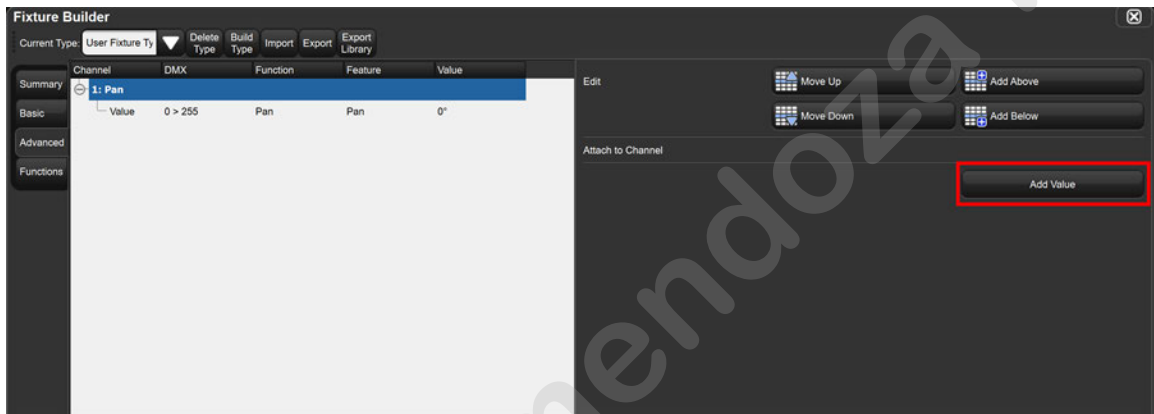 Fixture Builder
Current Type: User Fixture Ty Delete Type Build Type Import Export Export Library
Summary
Basic
Advanced
Functions
Channel DMX Function Feature Value
1: Pan
Value 0 > 255 Pan Pan 0°
Edit Move Up Add Above
Move Down Add Below
Attach to Channel
Add Value
mendoza